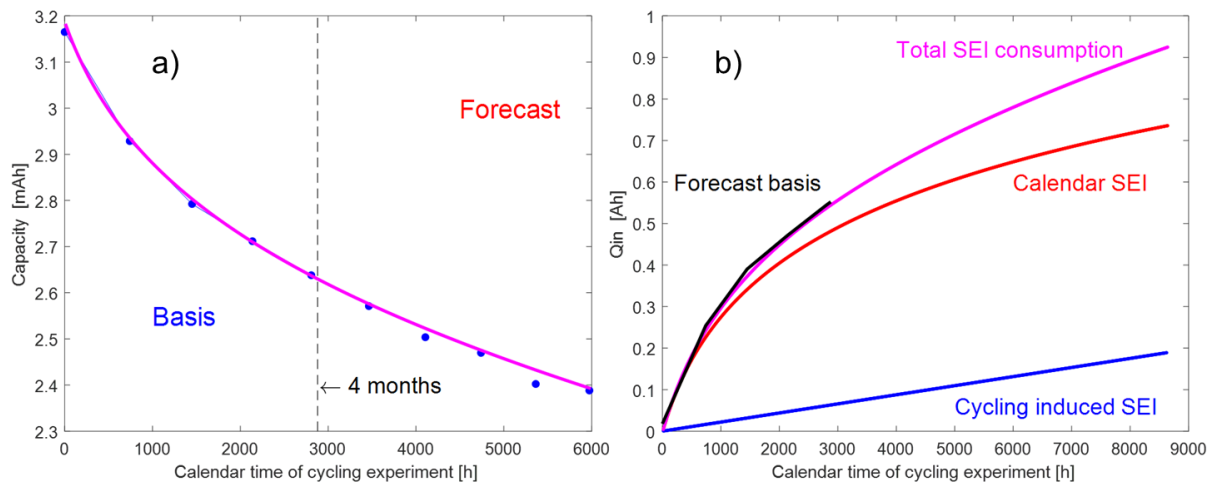 3.2
3.1
3
2.9
2.8
2.7
2.6
2.5
2.4
2.3
Capacity [mAh]
a)
Forecast
Basis
← 4 months
0 1000 2000 3000 4000 5000 6000
Calendar time of cycling experiment [h]
1
0.9
0.8
0.7
0.6
0.5
0.4
0.3
0.2
0.1
0
Qin [Ah]
b)
Total SEI consumption
Forecast basis
Calendar SEI
Cycling induced SEI
0 1000 2000 3000 4000 5000 6000 7000 8000 9000
Calendar time of cycling experiment [h]